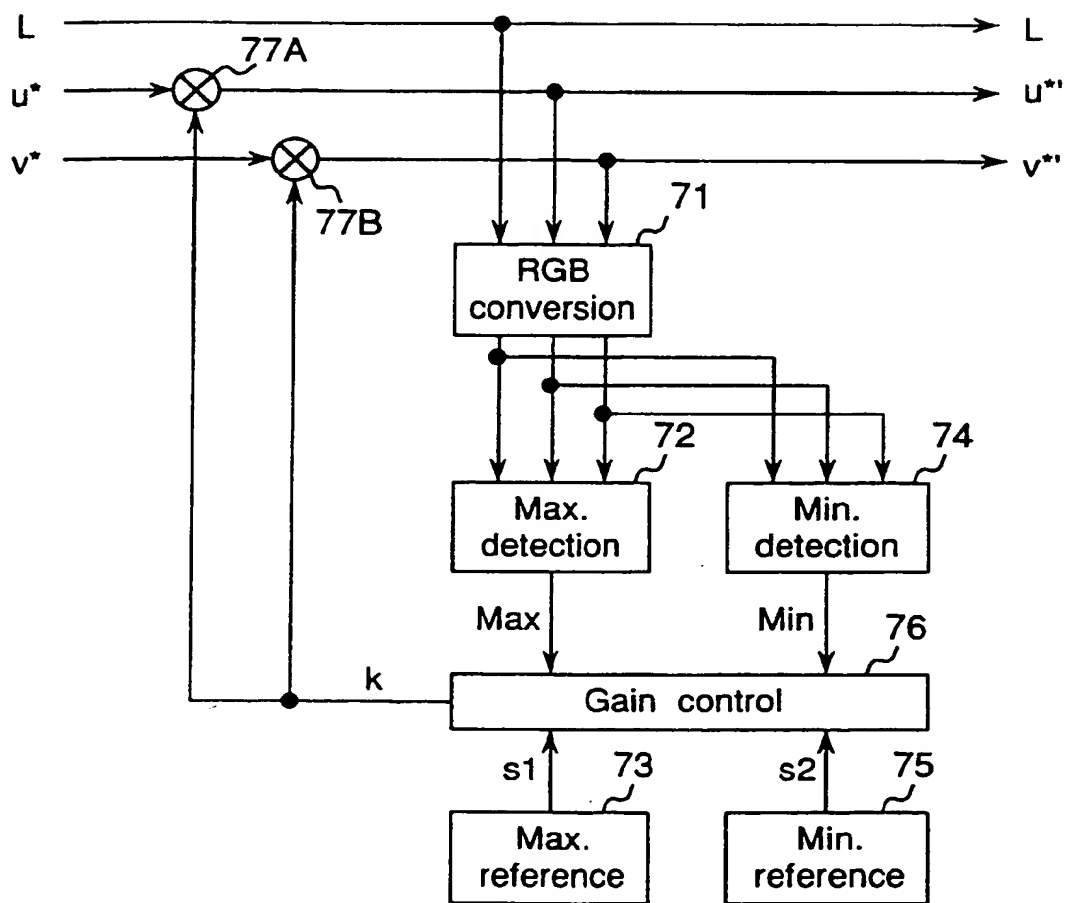 L
L
77A
u*
u*'
v*
v*'
77B
71
RGB
conversion
72
74
Max.
detection
Min.
detection
Max
Min
76
k
Gain control
s1
73
s2
75
Max.
reference
Min.
reference